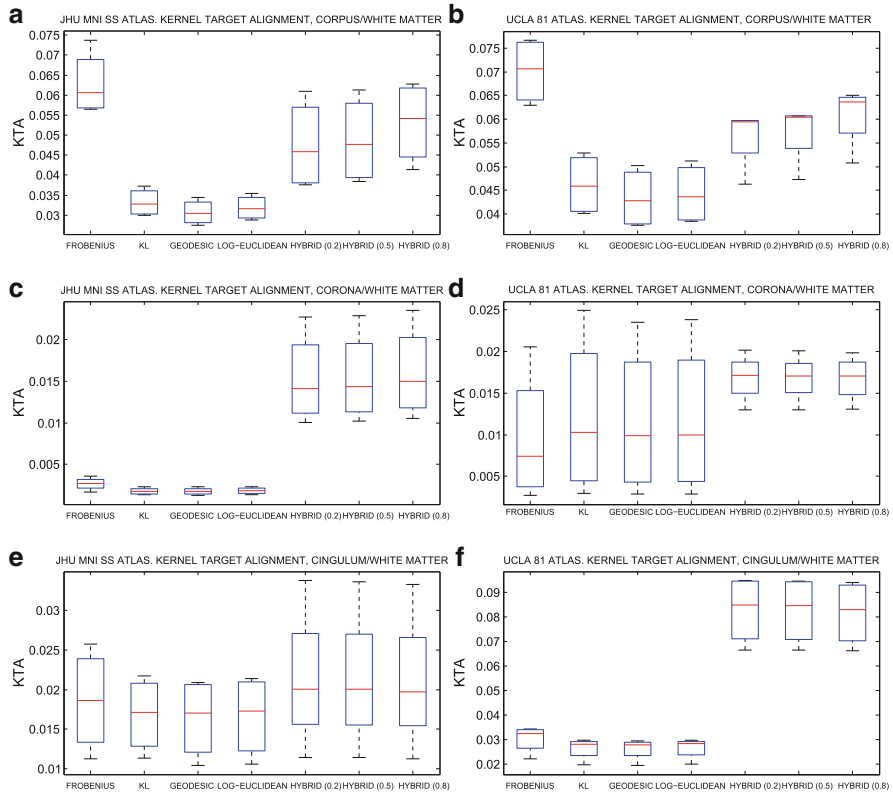 a
JHU MNI SS ATLAS. KERNEL TARGET ALIGNMENT, CORPUS/WHITE MATTER
KTA
0.075
0.07
0.065
0.06
0.055
0.05
0.045
0.04
0.035
0.03
FROBENIUS KL GEODESIC LOG−EUCLIDEAN HYBRID (0.2) HYBRID (0.5) HYBRID (0.8)
b
UCLA 81 ATLAS. KERNEL TARGET ALIGNMENT, CORPUS/WHITE MATTER
KTA
0.075
0.07
0.065
0.06
0.055
0.05
0.045
0.04
FROBENIUS KL GEODESIC LOG−EUCLIDEAN HYBRID (0.2) HYBRID (0.5) HYBRID (0.8)
c
JHU MNI SS ATLAS. KERNEL TARGET ALIGNMENT, CORONA/WHITE MATTER
KTA
0.02
0.015
0.01
0.005
FROBENIUS KL GEODESIC LOG−EUCLIDEAN HYBRID (0.2) HYBRID (0.5) HYBRID (0.8)
d
UCLA 81 ATLAS. KERNEL TARGET ALIGNMENT, CORONA/WHITE MATTER
KTA
0.025
0.02
0.015
0.01
0.005
FROBENIUS KL GEODESIC LOG−EUCLIDEAN HYBRID (0.2) HYBRID (0.5) HYBRID (0.8)
e
JHU MNI SS ATLAS. KERNEL TARGET ALIGNMENT, CINGULUM/WHITE MATTER
KTA
0.03
0.025
0.02
0.015
0.01
FROBENIUS KL GEODESIC LOG−EUCLIDEAN HYBRID (0.2) HYBRID (0.5) HYBRID (0.8)
f
UCLA 81 ATLAS. KERNEL TARGET ALIGNMENT, CINGULUM/WHITE MATTER
KTA
0.09
0.08
0.07
0.06
0.05
0.04
0.03
0.02
FROBENIUS KL GEODESIC LOG−EUCLIDEAN HYBRID (0.2) HYBRID (0.5) HYBRID (0.8)